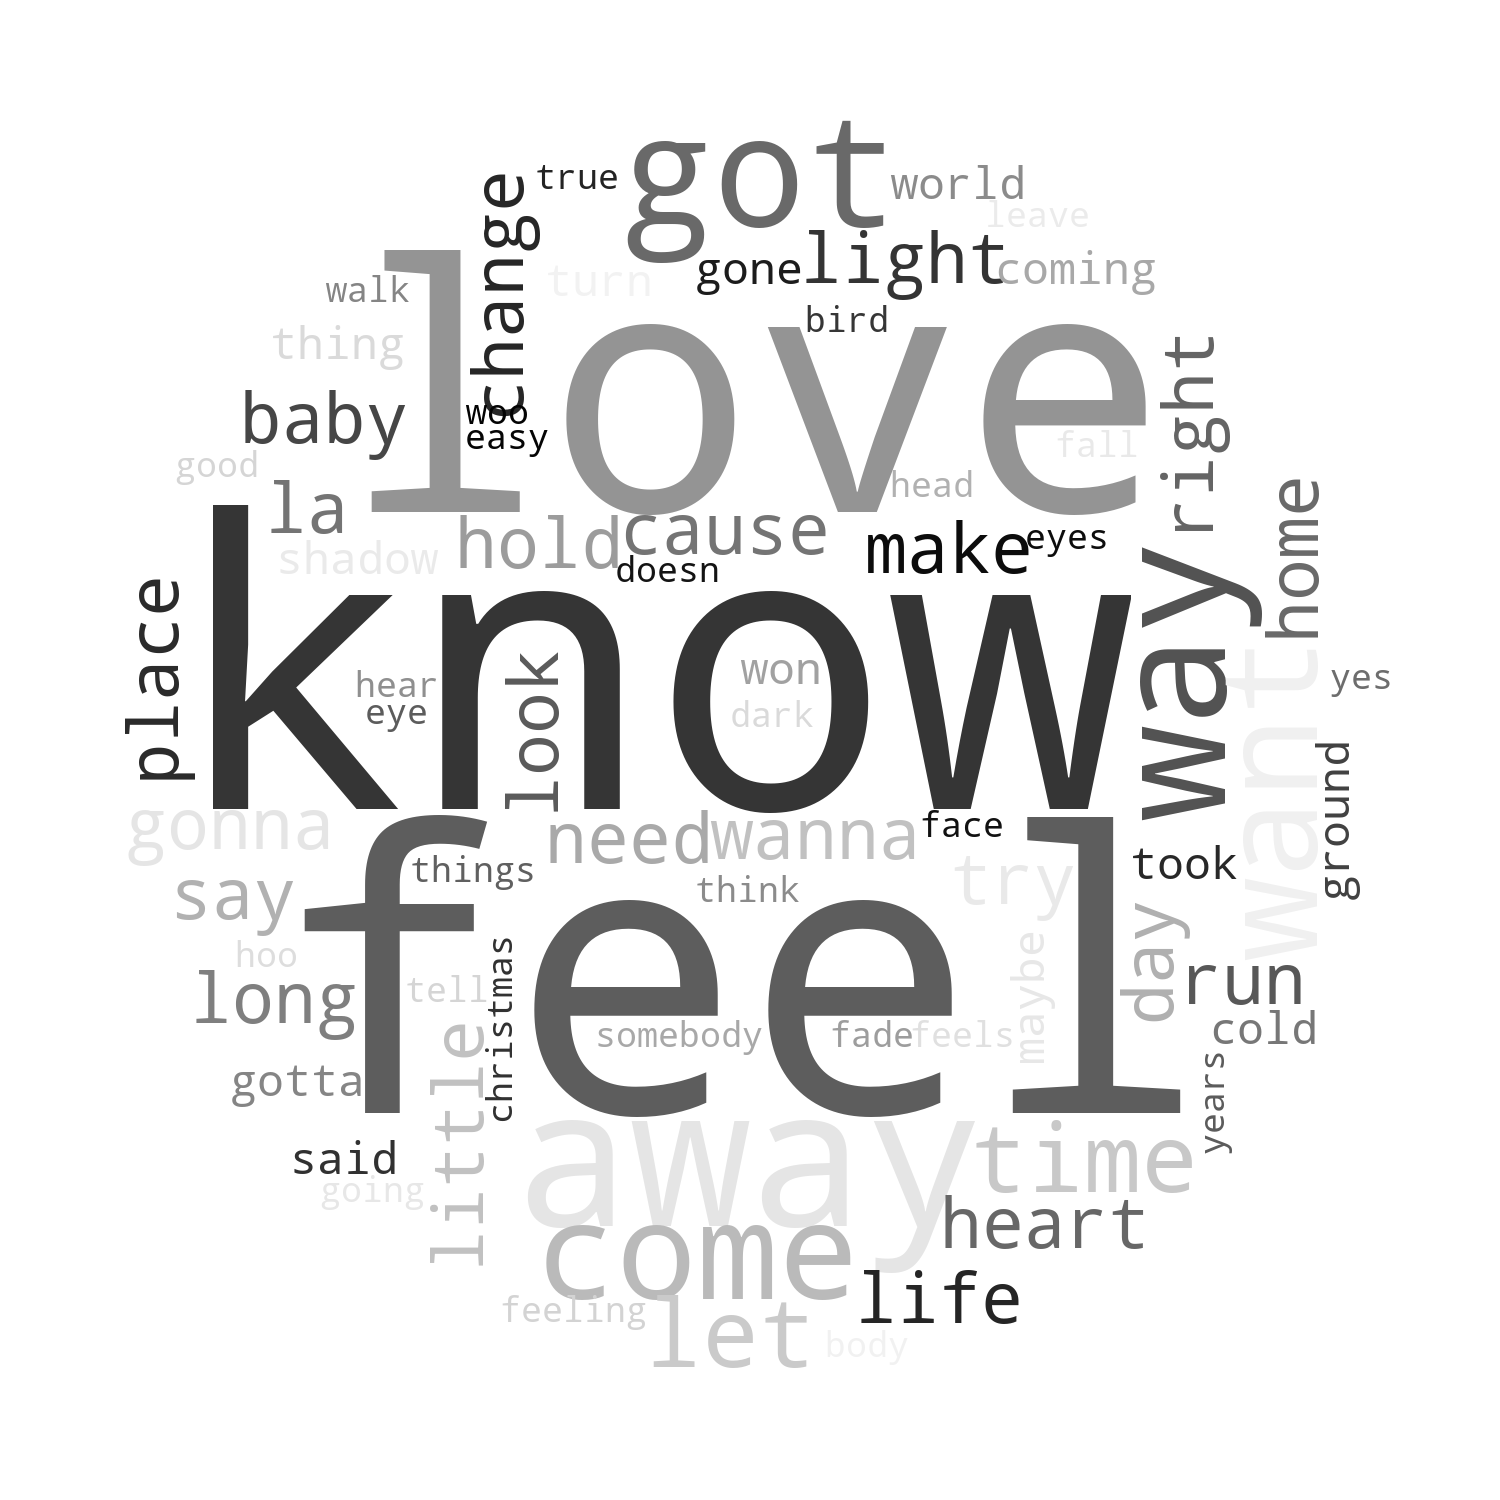 got
true
world
change
leave
light
gone
coming
turn
walk
bird
love
thing
right
baby
woo
easy
fall
good
head
la
home
hold
cause
make
eyes
shadow
doesn
way
place
know
look
won
want
yes
hear
eye
dark
ground
gonna
need
wanna
face
try
took
things
say
think
feel
day
hoo
long
tell
christmas
maybe
run
somebody
fade
feels
cold
gotta
little
years
away
time
said
going
come
heart
life
feeling
let
body